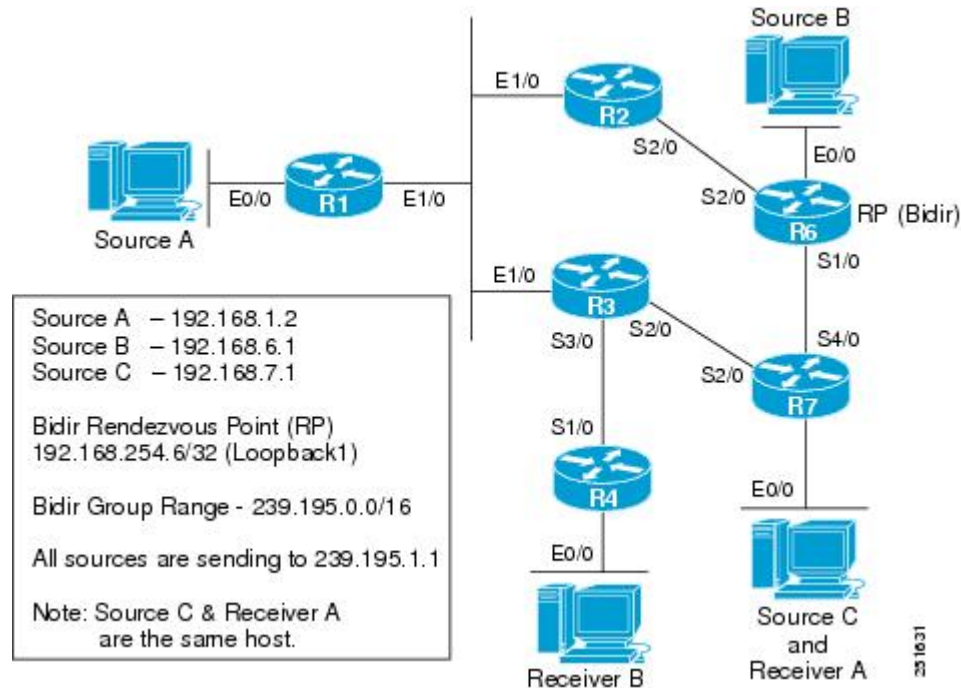 Source B
E1/0
R2
S2/0
E0/0
S2/0
R6
RP (Bidir)
S1/0
E0/0
R1
E1/0
Source A
E1/0
R3
S3/0
S2/0
S4/0
S2/0
R7
S1/0
R4
E0/0
E0/0
Source A – 192.168.1.2
Source B – 192.168.6.1
Source C – 192.168.7.1
Bidir Rendezvous Point (RP)
192.168.254.6/32 (Loopback1)
Bidir Group Range - 239.195.0.0/16
All sources are sending to 239.195.1.1
Note: Source C & Receiver A
are the same host.
Receiver B
Source C
and
Receiver A
251631